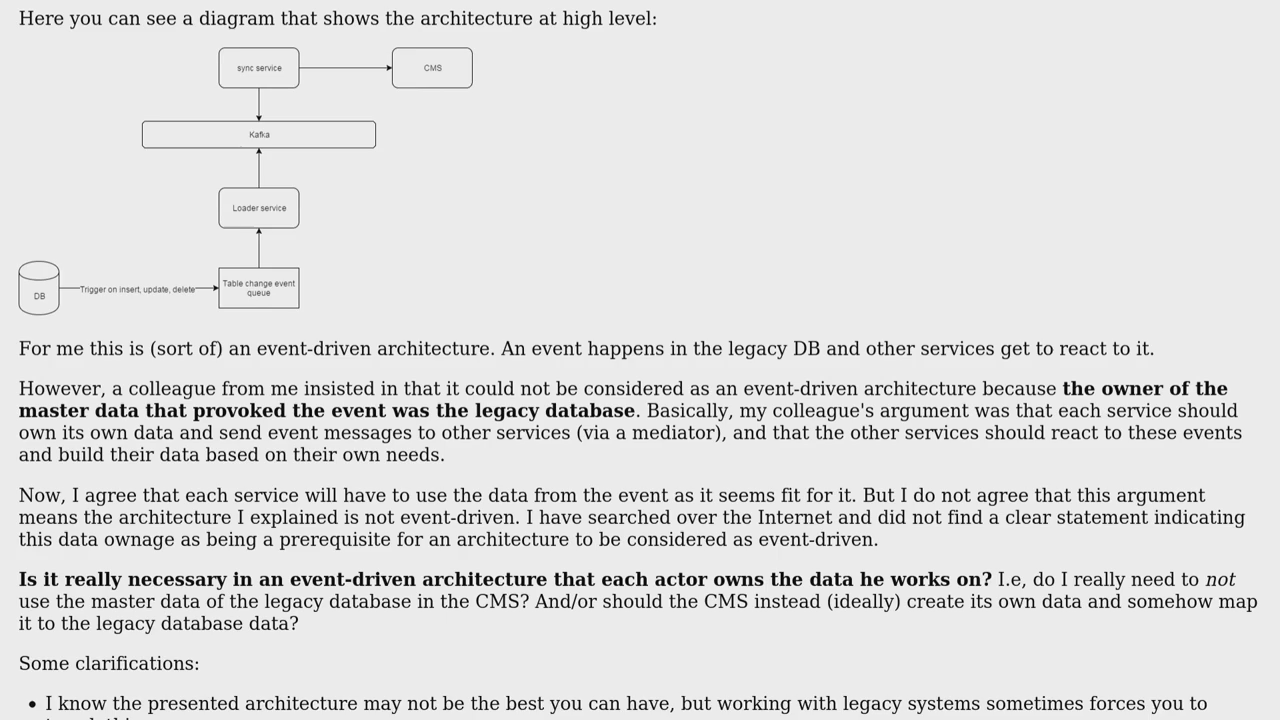 Here you can see a diagram that shows the architecture at high level:
sync service
CMS
Kafka
Loader service
DB
Trigger on insert, update, delete
Table change event
queue
For me this is (sort of) an event-driven architecture. An event happens in the legacy DB and other services get to react to it.
However, a colleague from me insisted in that it could not be considered as an event-driven architecture because the owner of the
master data that provoked the event was the legacy database. Basically, my colleague's argument was that each service should
own its own data and send event messages to other services (via a mediator), and that the other services should react to these events
and build their data based on their own needs.
Now, I agree that each service will have to use the data from the event as it seems fit for it. But I do not agree that this argument
means the architecture I explained is not event-driven. I have searched over the Internet and did not find a clear statement indicating
this data ownage as being a prerequisite for an architecture to be considered as event-driven.
Is it really necessary in an event-driven architecture that each actor owns the data he works on? I.e, do I really need to not
use the master data of the legacy database in the CMS? And/or should the CMS instead (ideally) create its own data and somehow map
it to the legacy database data?
Some clarifications:
• I know the presented architecture may not be the best you can have, but working with legacy systems sometimes forces you to